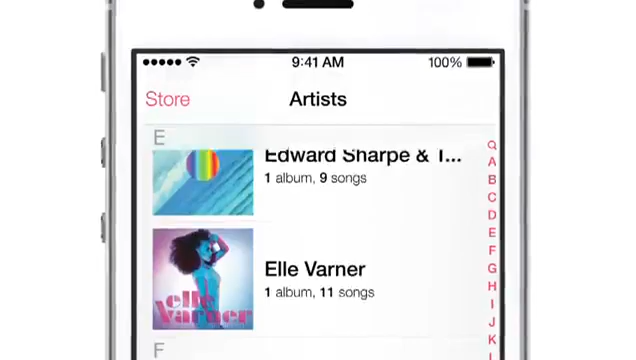 9:41 AM 100%
Store Artists
E
Edward Sharpe & T...
1 album, 9 songs
elle
varner
Elle Varner
1 album, 11 songs
F
A
B
C
D
E
F
G
H
I
J
K
L